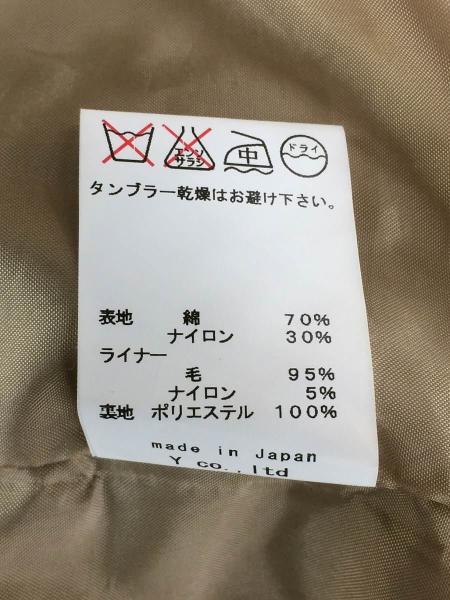 エンソ
サラシ
中
ドライ
タンブラー乾燥はお避け下さい。
表地 綿 70%
ナイロン 30%
ライナー
毛 95%
ナイロン 5%
裏地 ポリエステル 100%
made in Japan
Y co.,ltd